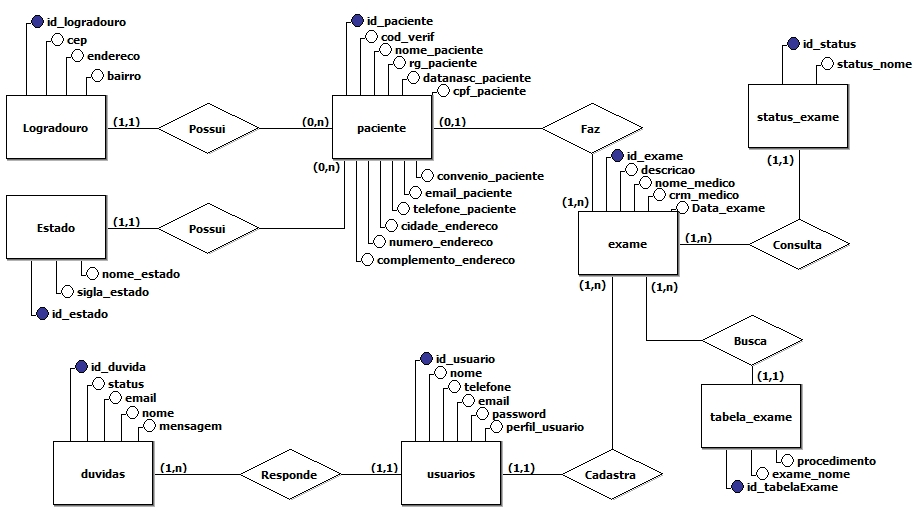 id_logradouro
cep
endereco
bairro
Logradouro
(1,1)
Possui
(0,n)
id_paciente
cod_verif
nome_paciente
rg_paciente
datanasc_paciente
cpf_paciente
paciente
(0,1)
(0,n)
Faz
(1,n)
id_status
status_nome
status_exame
(1,1)
convenio_paciente
email_paciente
telefone_paciente
cidade_endereco
numero_endereco
complemento_endereco
Estado
(1,1)
Possui
nome_estado
sigla_estado
id_estado
id_exame
descricao
nome_medico
crm_medico
Data_exame
exame
(1,n)
Consulta
(1,n)
(1,n)
Busca
(1,1)
tabela_exame
procedimento
exame_nome
id_tabelaExame
id_duvida
status
email
nome
mensagem
duvidas
(1,n)
Responde
(1,1)
id_usuario
nome
telefone
email
password
perfil_usuario
usuarios
(1,1)
Cadastra